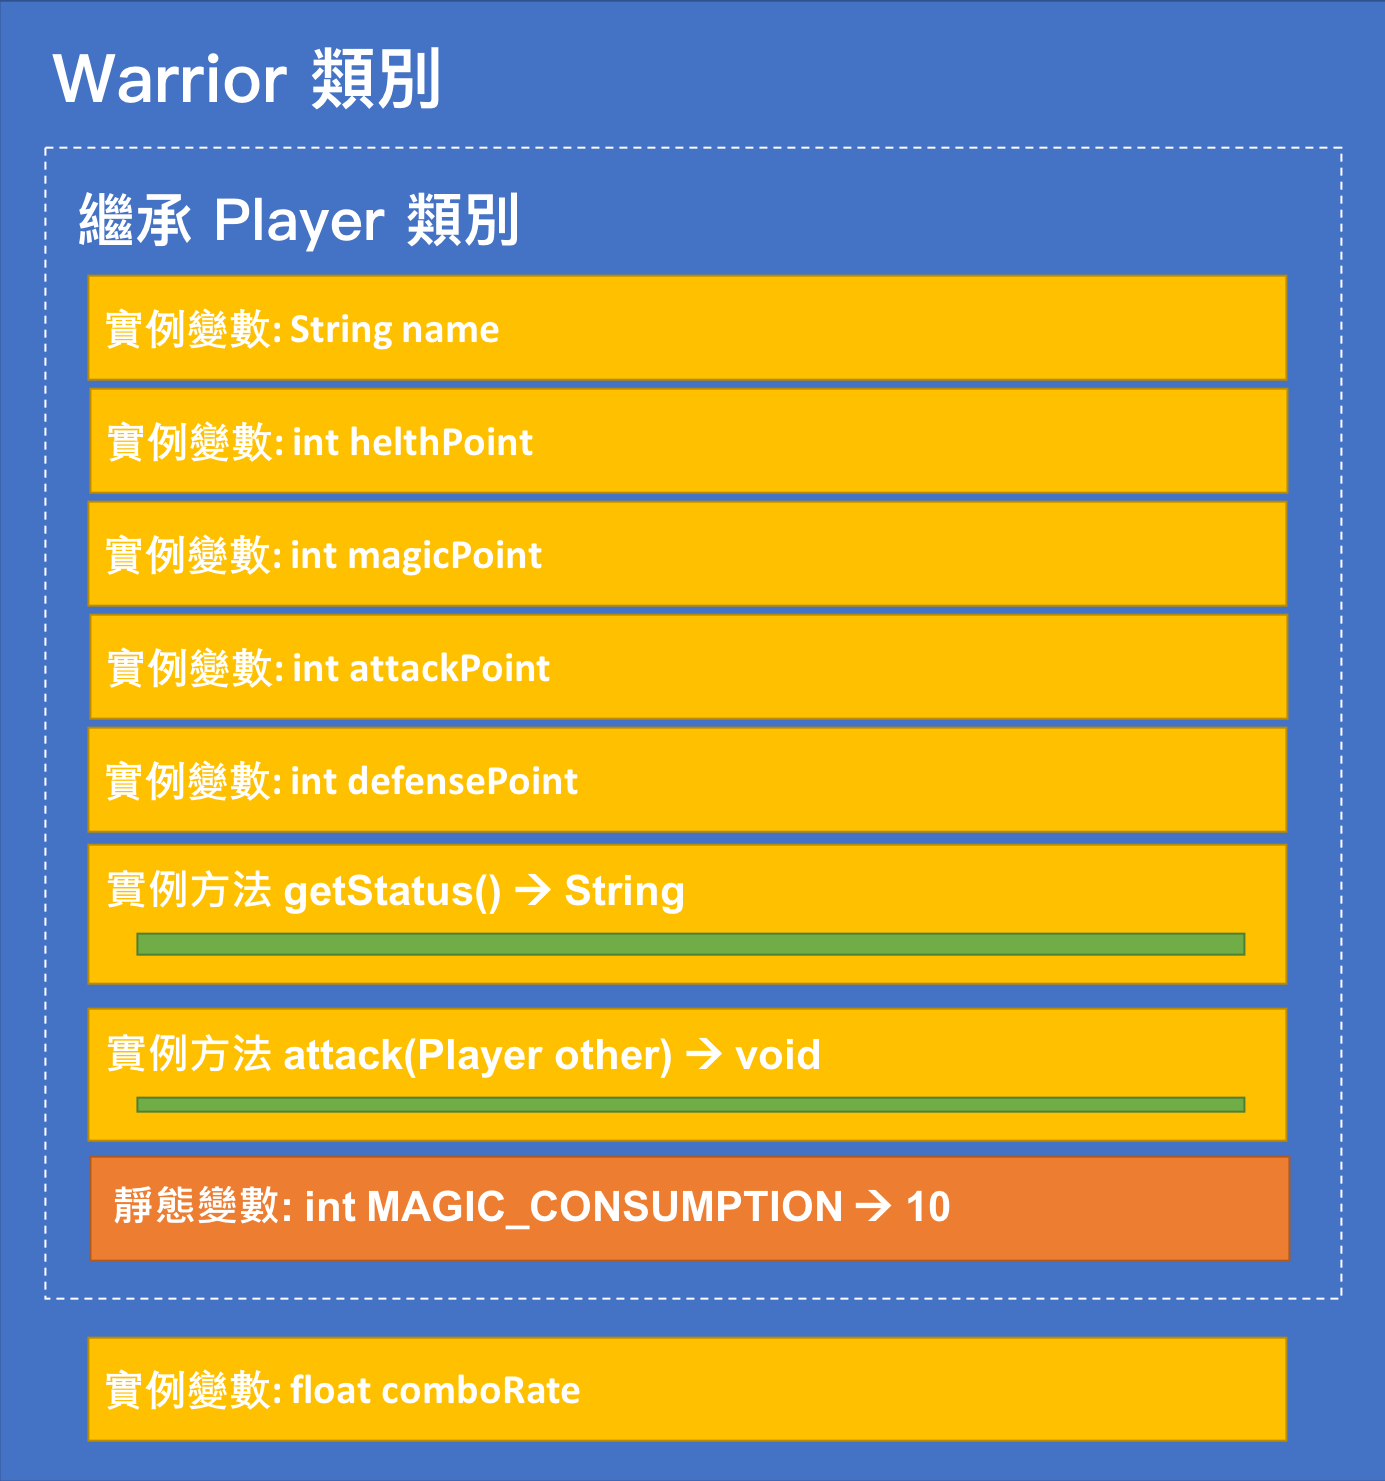 Warrior 類別
繼承 Player 類別
實例變數: String name
實例變數: int helthPoint
實例變數: int magicPoint
實例變數: int attackPoint
實例變數: int defensePoint
實例方法 getStatus() → String
實例方法 attack(Player other) → void
靜態變數: int MAGIC_CONSUMPTION → 10
實例變數: float comboRate